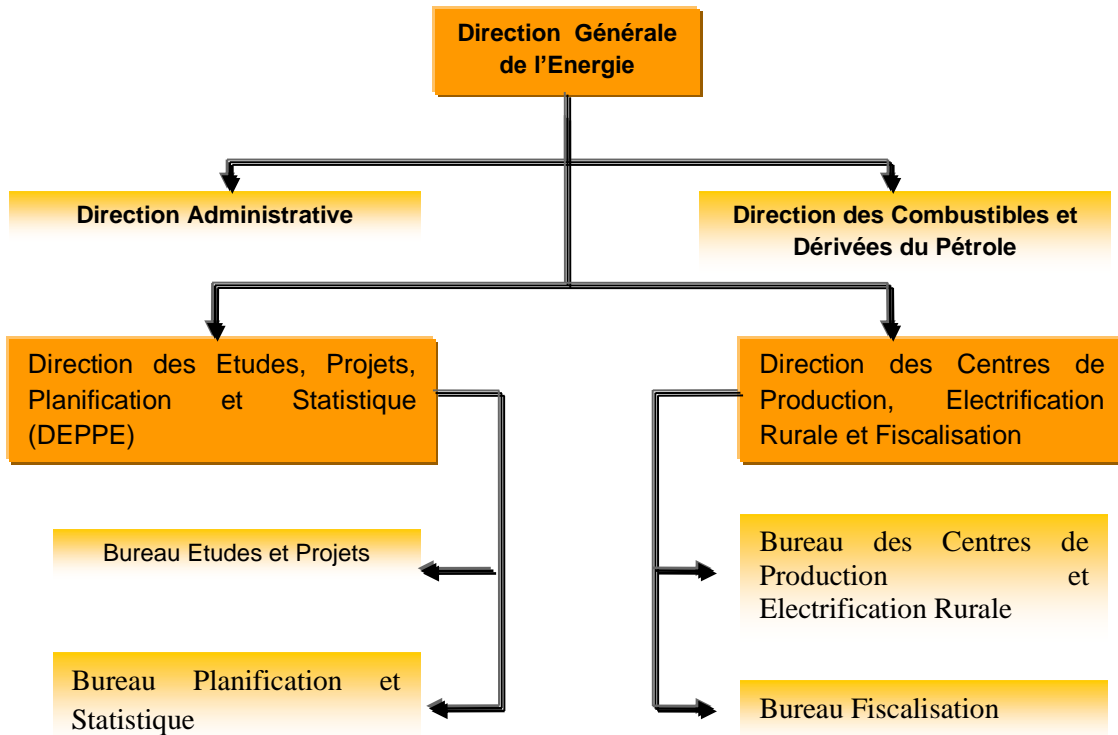 Direction Générale
de l'Energie
Direction Administrative
Direction des Combustibles et
Dérivées du Pétrole
Direction des Etudes, Projets,
Planification et Statistique
(DEPPE)
Direction des Centres de
Production, Electrification
Rurale et Fiscalisation
Bureau Etudes et Projets
Bureau des Centres de
Production et
Electrification Rurale
Bureau Planification et
Statistique
Bureau Fiscalisation